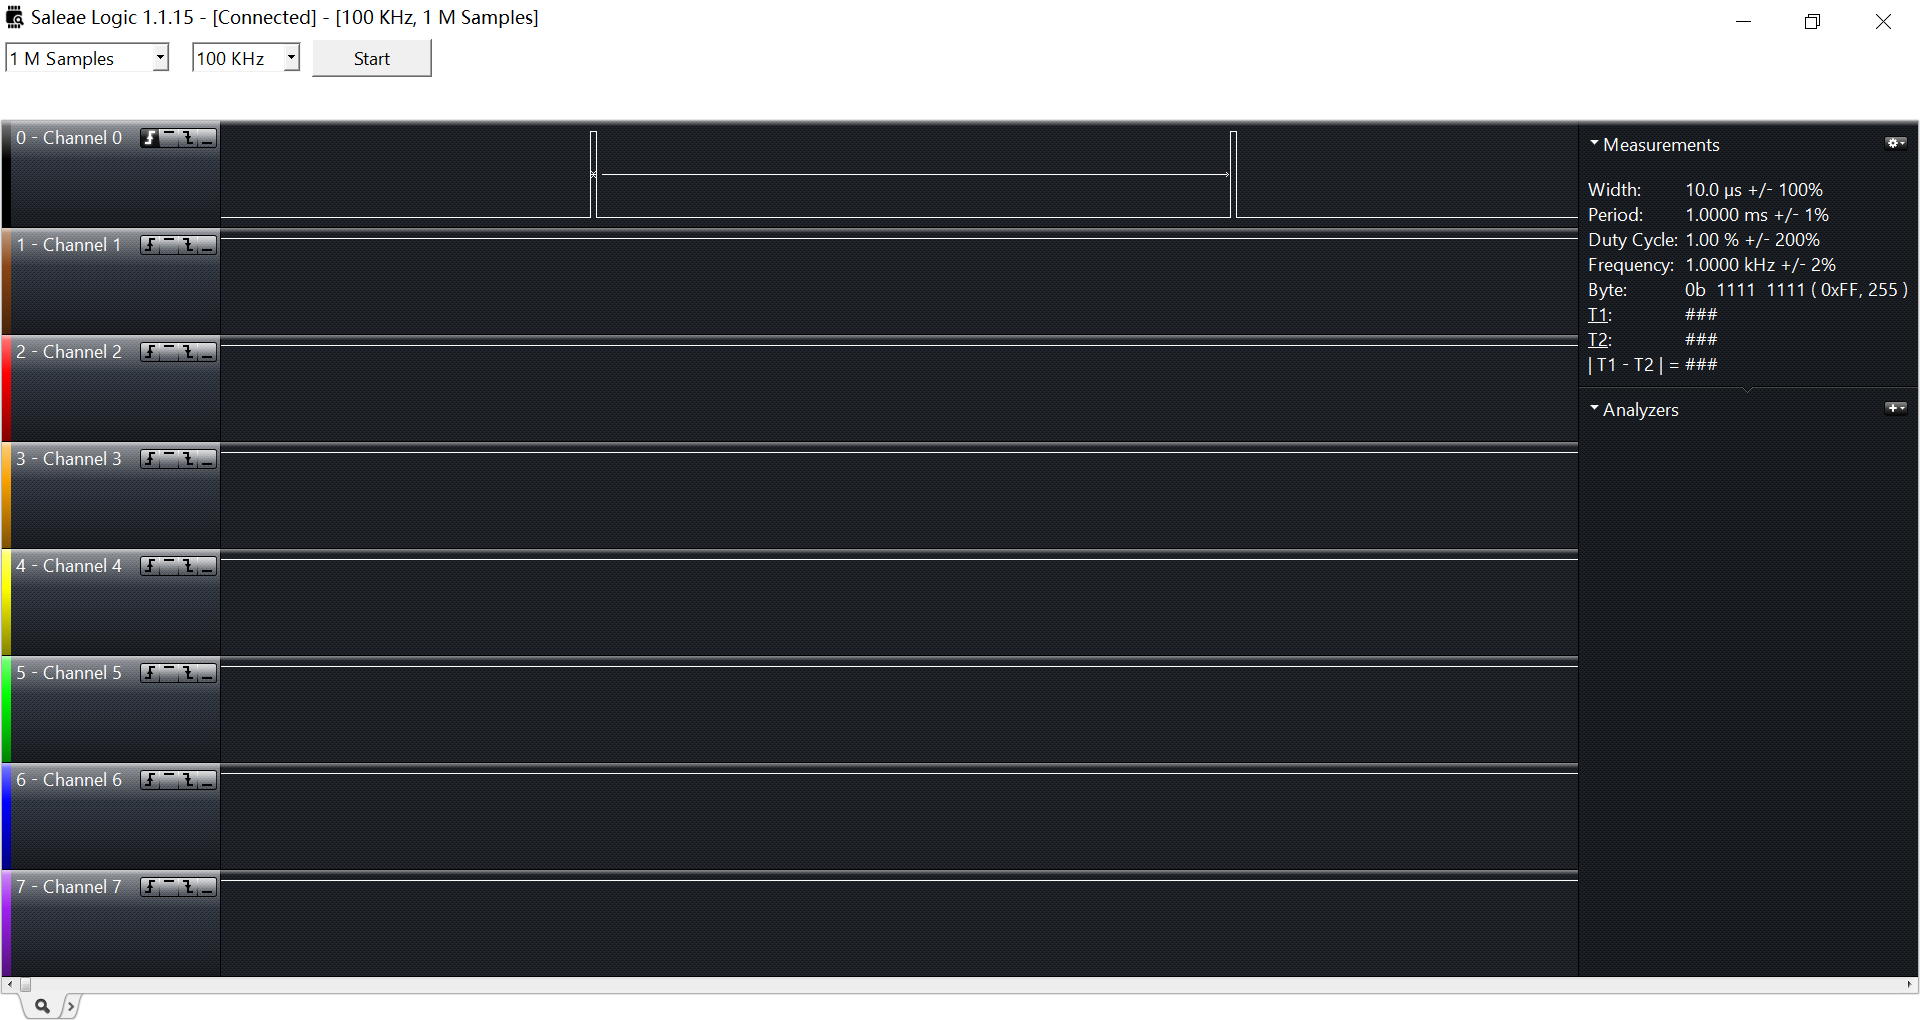 Saleae Logic 1.1.15 - [Connected] - [100 KHz, 1 M Samples]
1 M Samples 100 KHz Start
0 - Channel 0
1 - Channel 1
2 - Channel 2
3 - Channel 3
4 - Channel 4
5 - Channel 5
6 - Channel 6
7 - Channel 7
Measurements
Width: 10.0 µs +/- 100%
Period: 1.0000 ms +/- 1%
Duty Cycle: 1.00 % +/- 200%
Frequency: 1.0000 kHz +/- 2%
Byte: 0b 1111 1111 ( 0xFF, 255 )
T1: ###
T2: ###
| T1 - T2 | = ###
Analyzers